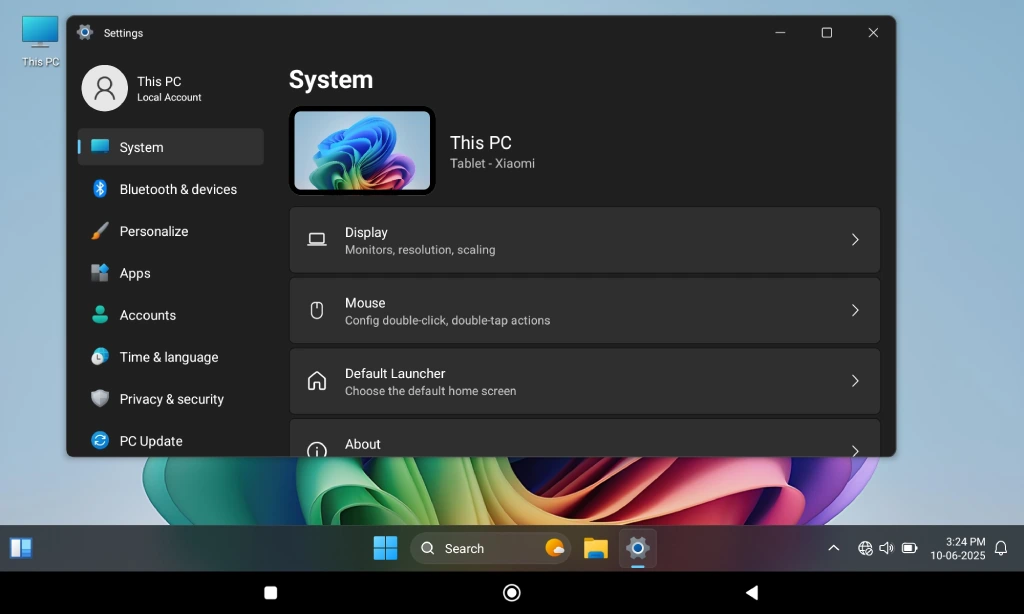 This PC
Settings
This PC
Local Account
System
Bluetooth & devices
Personalize
Apps
Accounts
Time & language
Privacy & security
PC Update
System
This PC
Tablet - Xiaomi
Display
Monitors, resolution, scaling
Mouse
Config double-click, double-tap actions
Default Launcher
Choose the default home screen
About
Search
3:24 PM
10-06-2025